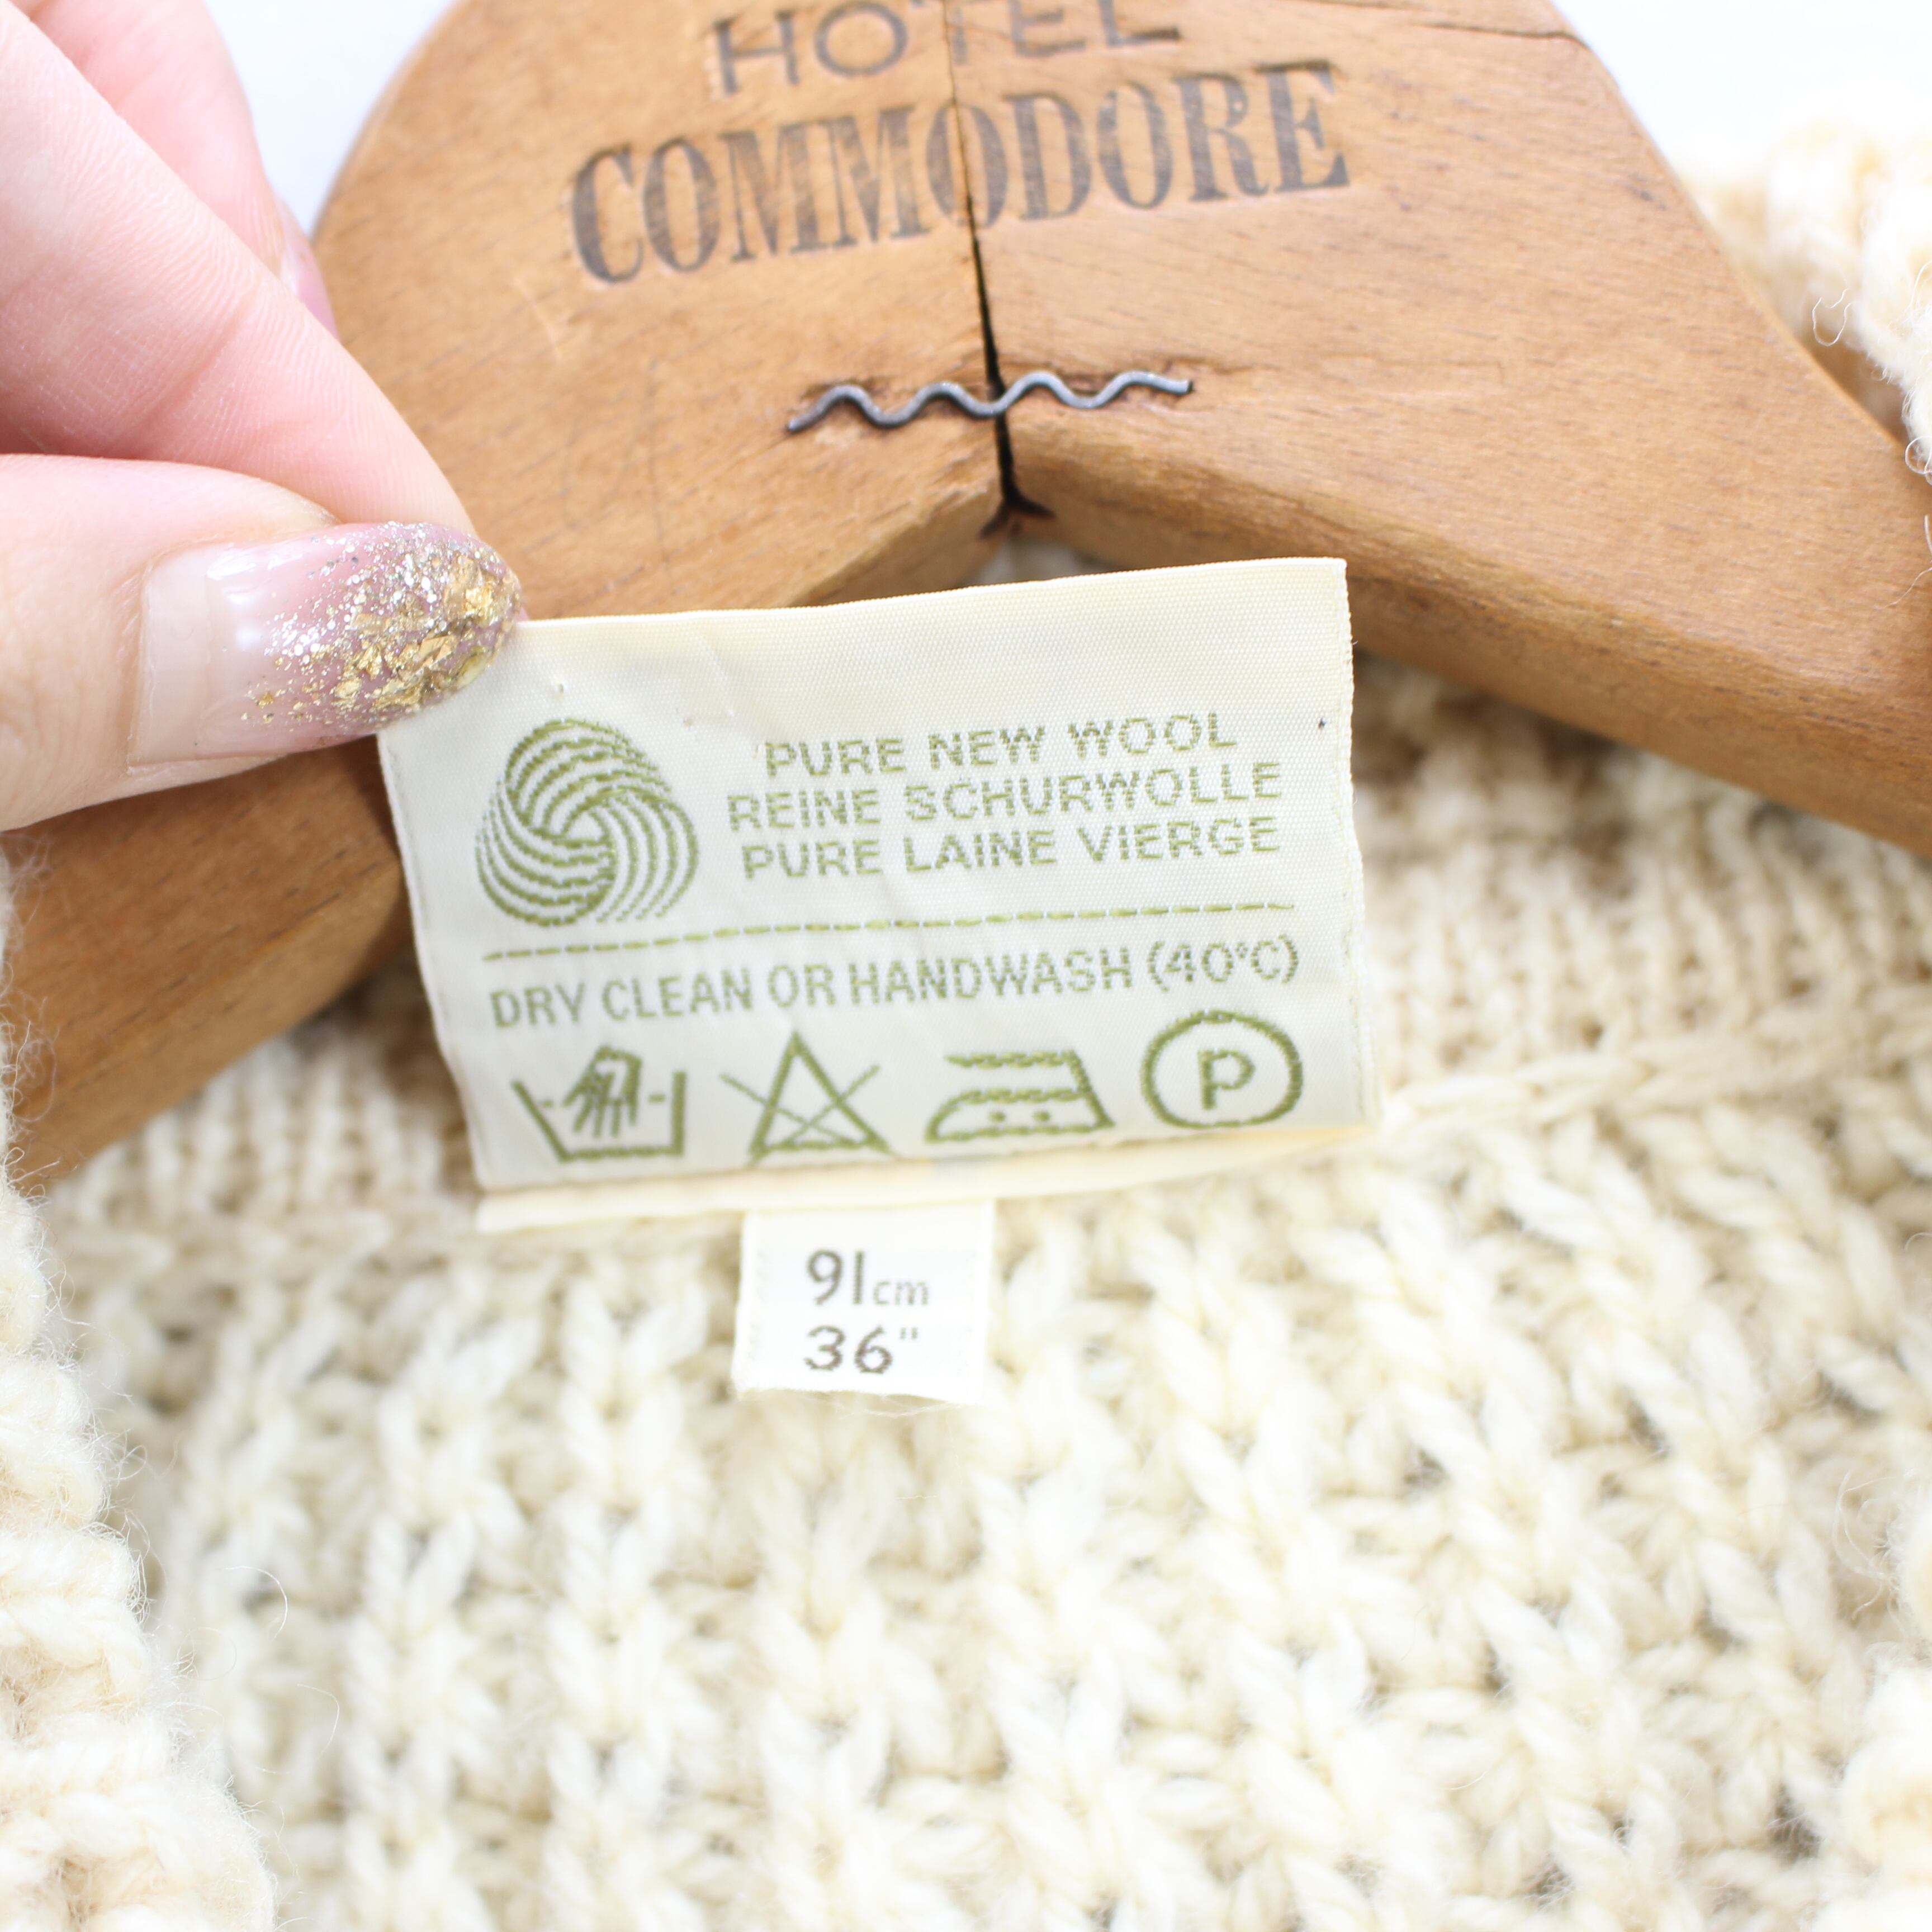 HOTEL
COMMODORE
PURE NEW WOOL
REINE SCHURWOLLE
PURE LAINE VIERGE
DRY CLEAN OR HANDWASH (40°C)
P
91cm
36"